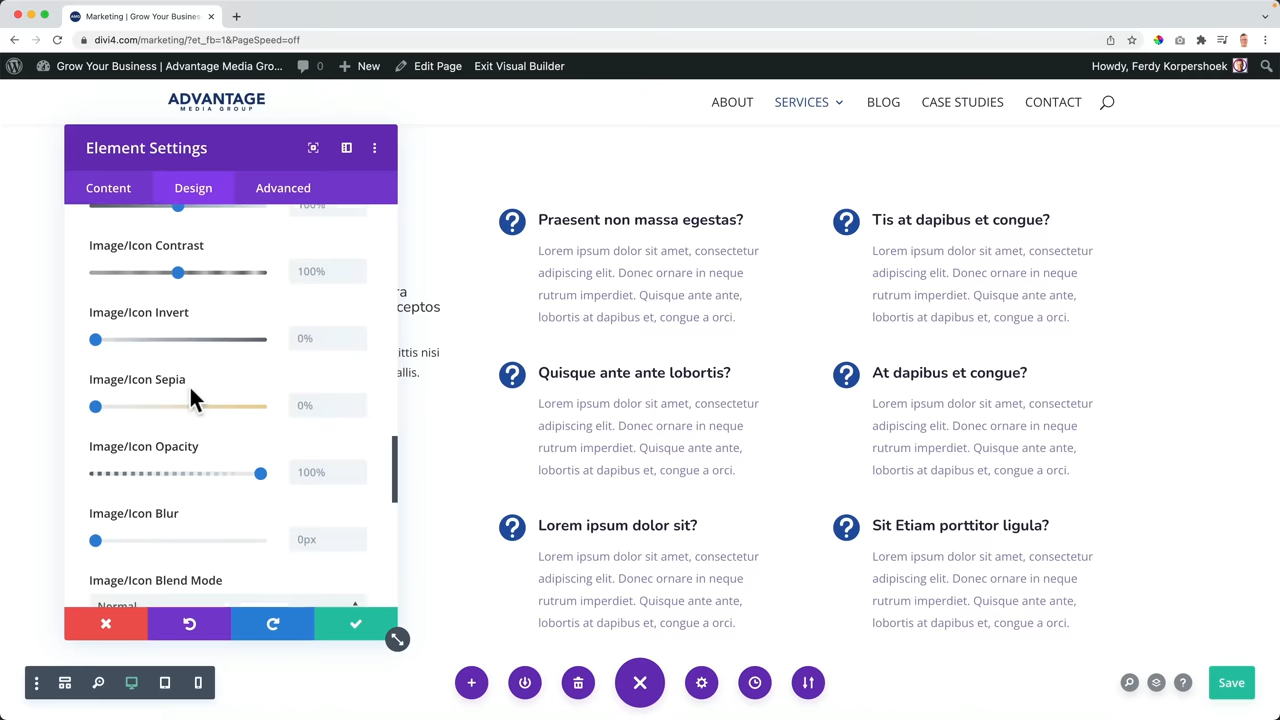 Marketing | Grow Your Busines
divi4.com/marketing/?et_fb=1&PageSpeed=off
Grow Your Business | Advantage Media Gro...
0
New
Edit Page
Exit Visual Builder
Howdy, Ferdy Korpershoek
ADVANTAGE
MEDIA GROUP
ABOUT
SERVICES
BLOG
CASE STUDIES
CONTACT
Element Settings
Content
Design
Advanced
100%
Image/Icon Contrast
100%
Image/Icon Invert
0%
Image/Icon Sepia
0%
Image/Icon Opacity
100%
Image/Icon Blur
0px
Image/Icon Blend Mode
Normal
ra
ceptos
ittis nisi
allis.
Praesent non massa egestas?
Lorem ipsum dolor sit amet, consectetur
adipiscing elit. Donec ornare in neque
rutrum imperdiet. Quisque ante ante,
lobortis at dapibus et, congue a orci.
Tis at dapibus et congue?
Lorem ipsum dolor sit amet, consectetur
adipiscing elit. Donec ornare in neque
rutrum imperdiet. Quisque ante ante,
lobortis at dapibus et, congue a orci.
Quisque ante ante lobortis?
Lorem ipsum dolor sit amet, consectetur
adipiscing elit. Donec ornare in neque
rutrum imperdiet. Quisque ante ante,
lobortis at dapibus et, congue a orci.
At dapibus et congue?
Lorem ipsum dolor sit amet, consectetur
adipiscing elit. Donec ornare in neque
rutrum imperdiet. Quisque ante ante,
lobortis at dapibus et, congue a orci.
Lorem ipsum dolor sit?
Lorem ipsum dolor sit amet, consectetur
adipiscing elit. Donec ornare in neque
rutrum imperdiet. Quisque ante ante,
lobortis at dapibus et, congue a orci.
Sit Etiam porttitor ligula?
Lorem ipsum dolor sit amet, consectetur
adipiscing elit. Donec ornare in neque
rutrum imperdiet. Quisque ante ante,
lobortis at dapibus et, congue a orci.
Save